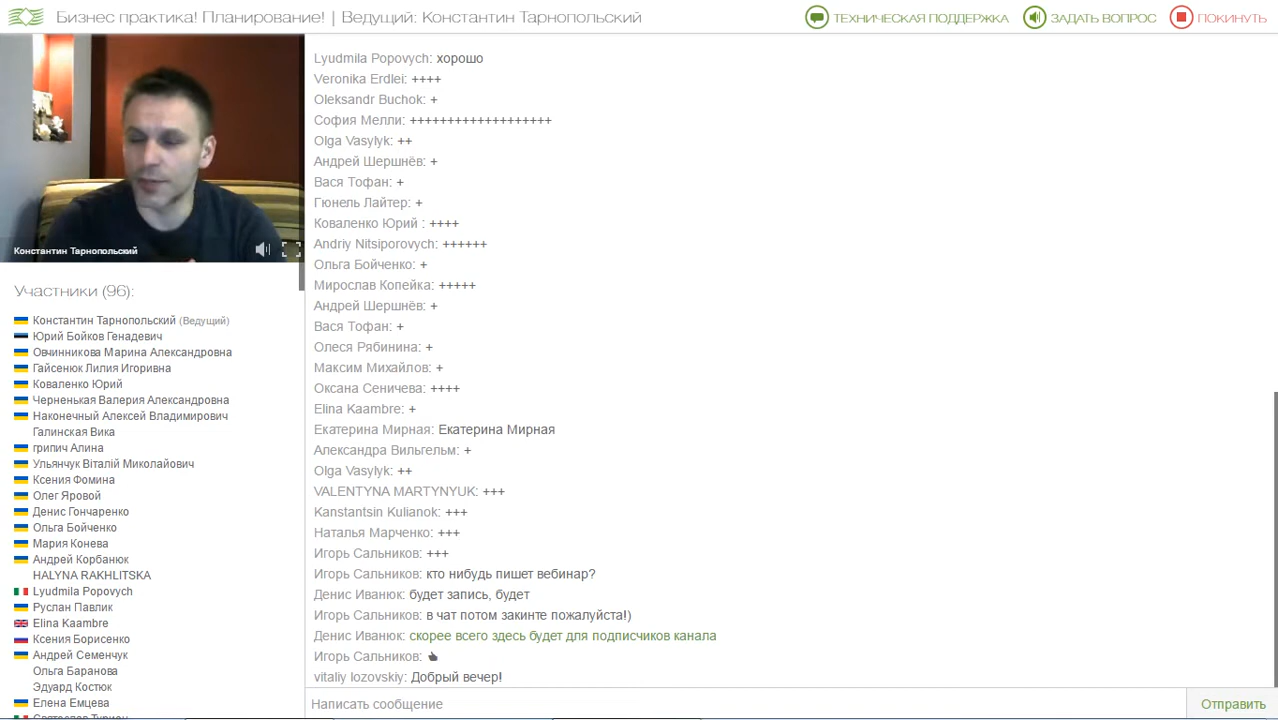 Бизнес практика! Планирование! | Ведущий: Константин Тарнопольский
ТЕХНИЧЕСКАЯ ПОДДЕРЖКА
ЗАДАТЬ ВОПРОС
ПОКИНУТЬ
Константин Тарнопольский
Участники (96):
Константин Тарнопольский (Ведущий)
Юрий Бойков Генадевич
Овчинникова Марина Александровна
Гайсенюк Лилия Игоривна
Коваленко Юрий
Черненькая Валерия Александровна
Наконечный Алексей Владимирович
Галинская Вика
грипич Алина
Ульянчук Віталій Миколайович
Ксения Фомина
Олег Яровой
Денис Гончаренко
Ольга Бойченко
Мария Конева
Андрей Корбанюк
HALYNA RAKHLITSKA
Lyudmila Popovych
Руслан Павлик
Elina Kaambre
Ксения Борисенко
Андрей Семенчук
Ольга Баранова
Эдуард Костюк
Елена Емцева
Lyudmila Popovych: хорошо
Veronika Erdlei: ++++
Oleksandr Buchok: +
София Мелли: +++++++++++++++++++
Olga Vasylyk: ++
Андрей Шершнёв: +
Вася Тофан: +
Гюнель Лайтер: +
Коваленко Юрий : ++++
Andriy Nitsiporovych: ++++++
Ольга Бойченко: +
Мирослав Копейка: +++++
Андрей Шершнёв: +
Вася Тофан: +
Олеся Рябинина: +
Максим Михайлов: +
Оксана Сеничева: ++++
Elina Kaambre: +
Екатерина Мирная: Екатерина Мирная
Александра Вильгельм: +
Olga Vasylyk: ++
VALENTYNA MARTYNYUK: +++
Kanstantsin Kulianok: +++
Наталья Марченко: +++
Игорь Сальников: +++
Игорь Сальников: кто нибудь пишет вебинар?
Денис Иванюк: будет запись, будет
Игорь Сальников: в чат потом закинте пожалуйста!)
Денис Иванюк: скорее всего здесь будет для подписчиков канала
Игорь Сальников:
vitaliy lozovskiy: Добрый вечер!
Написать сообщение
Отправить